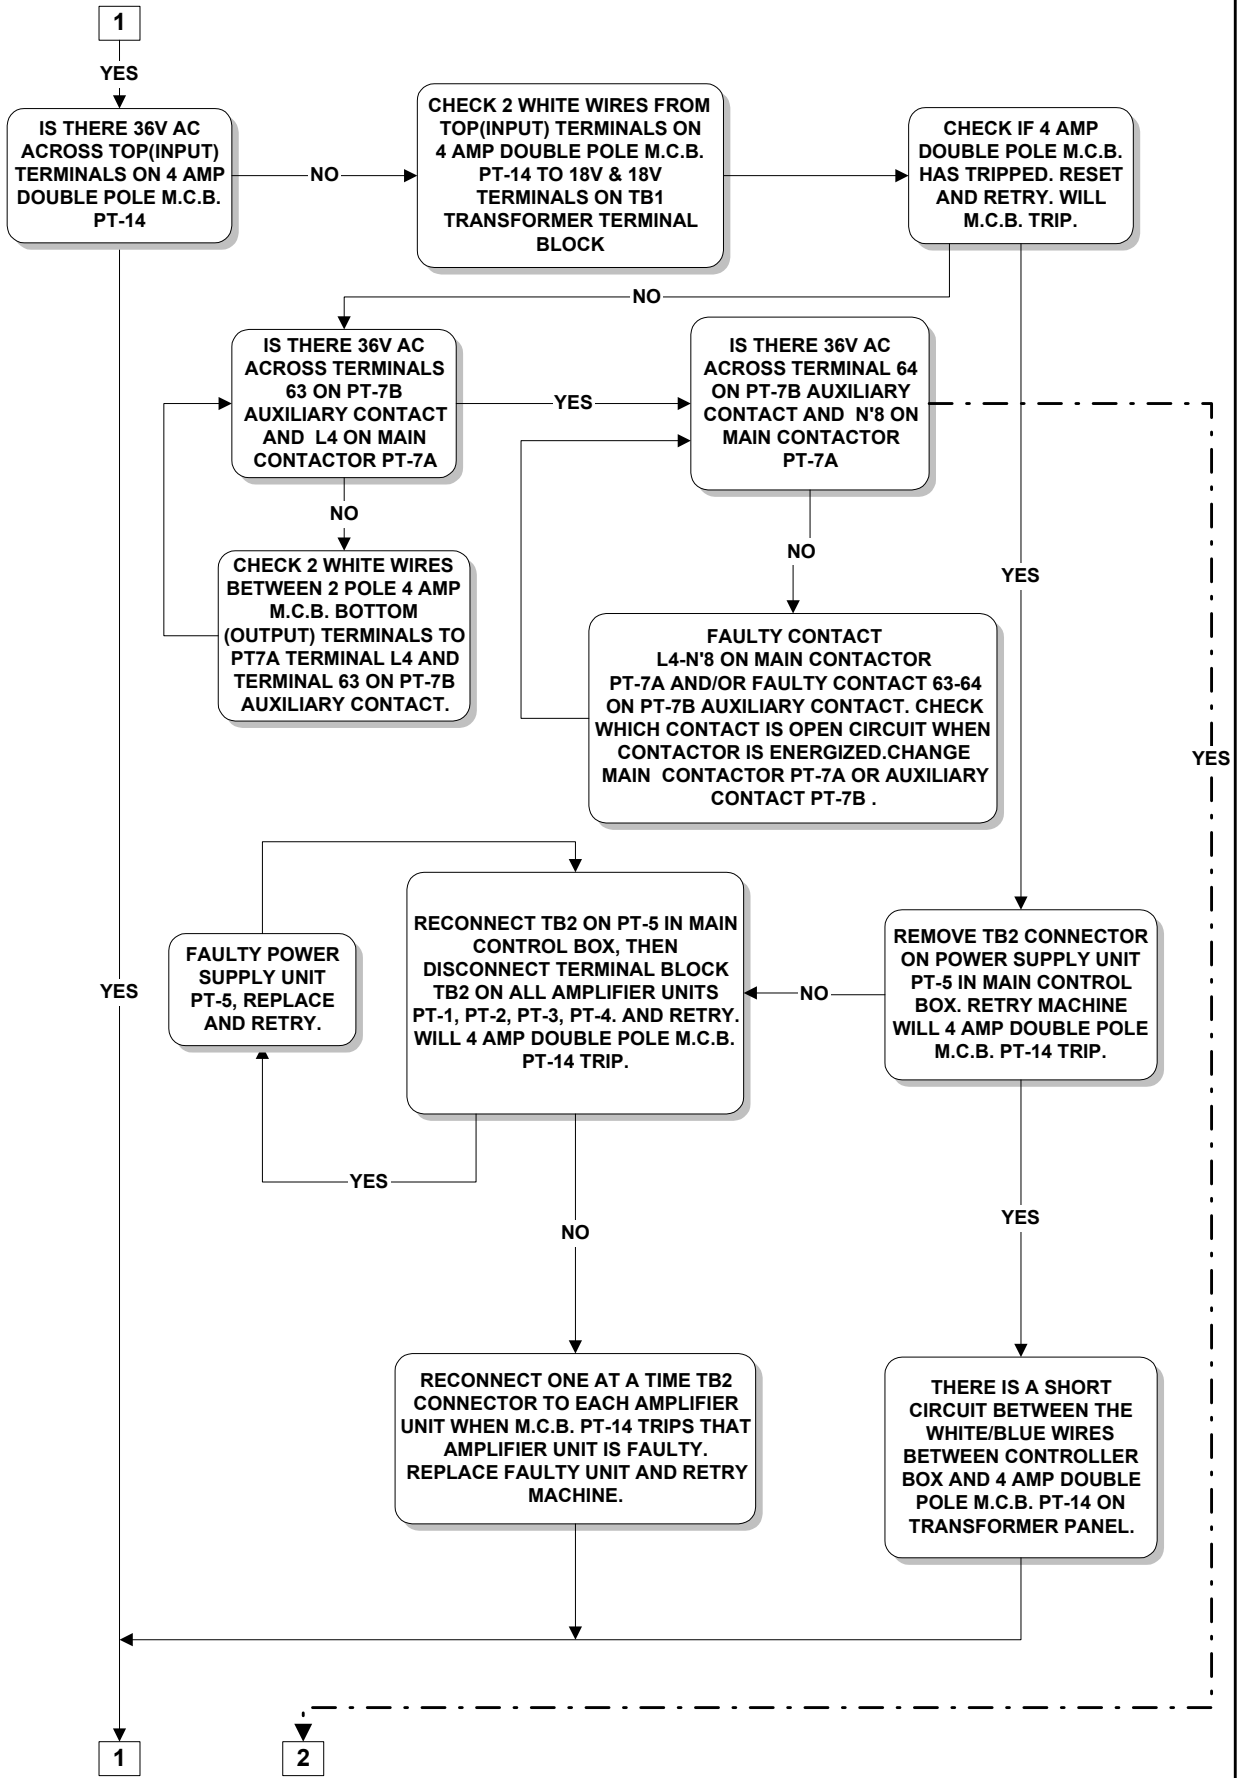 1
YES
IS THERE 36V AC
ACROSS TOP(INPUT)
TERMINALS ON 4 AMP
DOUBLE POLE M.C.B.
PT-14
NO
CHECK 2 WHITE WIRES FROM
TOP(INPUT) TERMINALS ON
4 AMP DOUBLE POLE M.C.B.
PT-14 TO 18V & 18V
TERMINALS ON TB1
TRANSFORMER TERMINAL
BLOCK
CHECK IF 4 AMP
DOUBLE POLE M.C.B.
HAS TRIPPED. RESET
AND RETRY. WILL
M.C.B. TRIP.
NO
IS THERE 36V AC
ACROSS TERMINALS
63 ON PT-7B
AUXILIARY CONTACT
AND L4 ON MAIN
CONTACTOR PT-7A
YES
IS THERE 36V AC
ACROSS TERMINAL 64
ON PT-7B AUXILIARY
CONTACT AND N'8 ON
MAIN CONTACTOR
PT-7A
NO
NO
YES
CHECK 2 WHITE WIRES
BETWEEN 2 POLE 4 AMP
M.C.B. BOTTOM
(OUTPUT) TERMINALS TO
PT7A TERMINAL L4 AND
TERMINAL 63 ON PT-7B
AUXILIARY CONTACT.
FAULTY CONTACT
L4-N'8 ON MAIN CONTACTOR
PT-7A AND/OR FAULTY CONTACT 63-64
ON PT-7B AUXILIARY CONTACT. CHECK
WHICH CONTACT IS OPEN CIRCUIT WHEN
CONTACTOR IS ENERGIZED.CHANGE
MAIN CONTACTOR PT-7A OR AUXILIARY
CONTACT PT-7B .
YES
YES
FAULTY POWER
SUPPLY UNIT
PT-5, REPLACE
AND RETRY.
RECONNECT TB2 ON PT-5 IN MAIN
CONTROL BOX, THEN
DISCONNECT TERMINAL BLOCK
TB2 ON ALL AMPLIFIER UNITS
PT-1, PT-2, PT-3, PT-4. AND RETRY.
WILL 4 AMP DOUBLE POLE M.C.B.
PT-14 TRIP.
NO
REMOVE TB2 CONNECTOR
ON POWER SUPPLY UNIT
PT-5 IN MAIN CONTROL
BOX. RETRY MACHINE
WILL 4 AMP DOUBLE POLE
M.C.B. PT-14 TRIP.
YES
NO
YES
RECONNECT ONE AT A TIME TB2
CONNECTOR TO EACH AMPLIFIER
UNIT WHEN M.C.B. PT-14 TRIPS THAT
AMPLIFIER UNIT IS FAULTY.
REPLACE FAULTY UNIT AND RETRY
MACHINE.
THERE IS A SHORT
CIRCUIT BETWEEN THE
WHITE/BLUE WIRES
BETWEEN CONTROLLER
BOX AND 4 AMP DOUBLE
POLE M.C.B. PT-14 ON
TRANSFORMER PANEL.
1
2